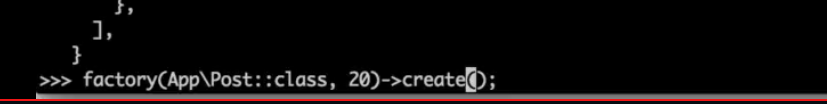 },
],
}
>>> factory(App\Post::class, 20)->create();